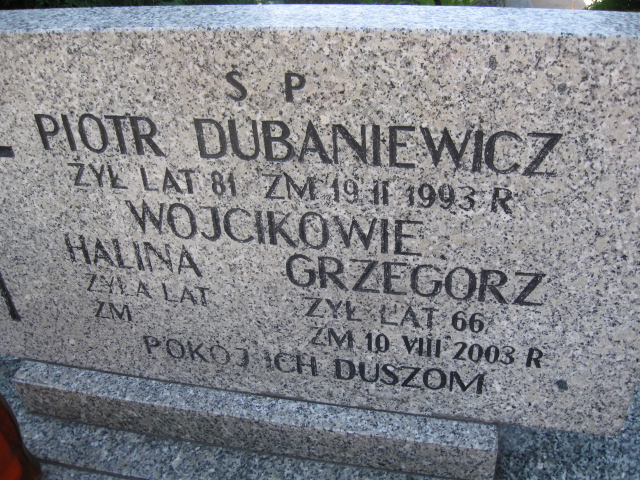 Ś P
PIOTR DUBANIEWICZ
ŻYŁ LAT 81 ZM 19 II 1993 R
WÓJCIKOWIE
HALINA
ŻYŁA LAT
ZM
GRZEGORZ
ŻYŁ LAT 66
ZM 10 VIII 2003 R
POKÓJ ICH DUSZOM